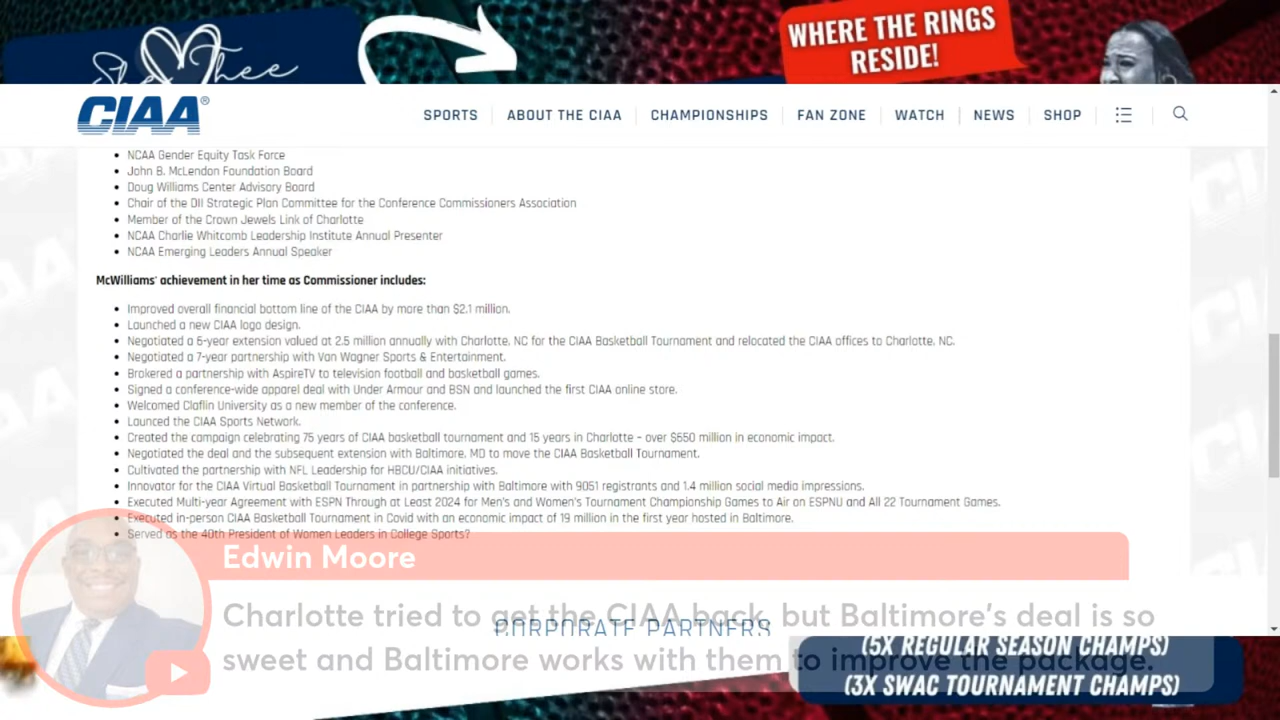 She Thee
WHERE THE RINGS
RESIDE!
CIAA®
SPORTS
ABOUT THE CIAA
CHAMPIONSHIPS
FAN ZONE
WATCH
NEWS
SHOP
• NCAA Gender Equity Task Force
• John B. McLendon Foundation Board
• Doug Williams Center Advisory Board
• Chair of the DII Strategic Plan Committee for the Conference Commissioners Association
• Member of the Crown Jewels Link of Charlotte
• NCAA Charlie Whitcomb Leadership Institute Annual Presenter
• NCAA Emerging Leaders Annual Speaker
McWilliams' achievement in her time as Commissioner includes:
• Improved overall financial bottom line of the CIAA by more than $2.1 million.
• Launched a new CIAA logo design.
• Negotiated a 6-year extension valued at 2.5 million annually with Charlotte, NC for the CIAA Basketball Tournament and relocated the CIAA offices to Charlotte, NC.
• Negotiated a 7-year partnership with Van Wagner Sports & Entertainment.
• Brokered a partnership with AspireTV to television football and basketball games.
• Signed a conference-wide apparel deal with Under Armour and BSN and launched the first CIAA online store.
• Welcomed Claflin University as a new member of the conference.
• Launced the CIAA Sports Network.
• Created the campaign celebrating 75 years of CIAA basketball tournament and 15 years in Charlotte - over $650 million in economic impact.
• Negotiated the deal and the subsequent extension with Baltimore, MD to move the CIAA Basketball Tournament.
• Cultivated the partnership with NFL Leadership for HBCU/CIAA initiatives.
• Innovator for the CIAA Virtual Basketball Tournament in partnership with Baltimore with 9051 registrants and 1.4 million social media impressions.
• Executed Multi-year Agreement with ESPN Through at Least 2024 for Men's and Women's Tournament Championship Games to Air on ESPNU and All 22 Tournament Games.
• Executed in-person CIAA Basketball Tournament in Covid with an economic impact of 19 million in the first year hosted in Baltimore.
• Served as the 40th President of Women Leaders in College Sports?
Edwin Moore
Charlotte tried to get the CIAA back, but Baltimore's deal is so
sweet and Baltimore works with them to improve the package.
CORPORATE PARTNERS
(5X REGULAR SEASON CHAMPS)
(3X SWAC TOURNAMENT CHAMPS)